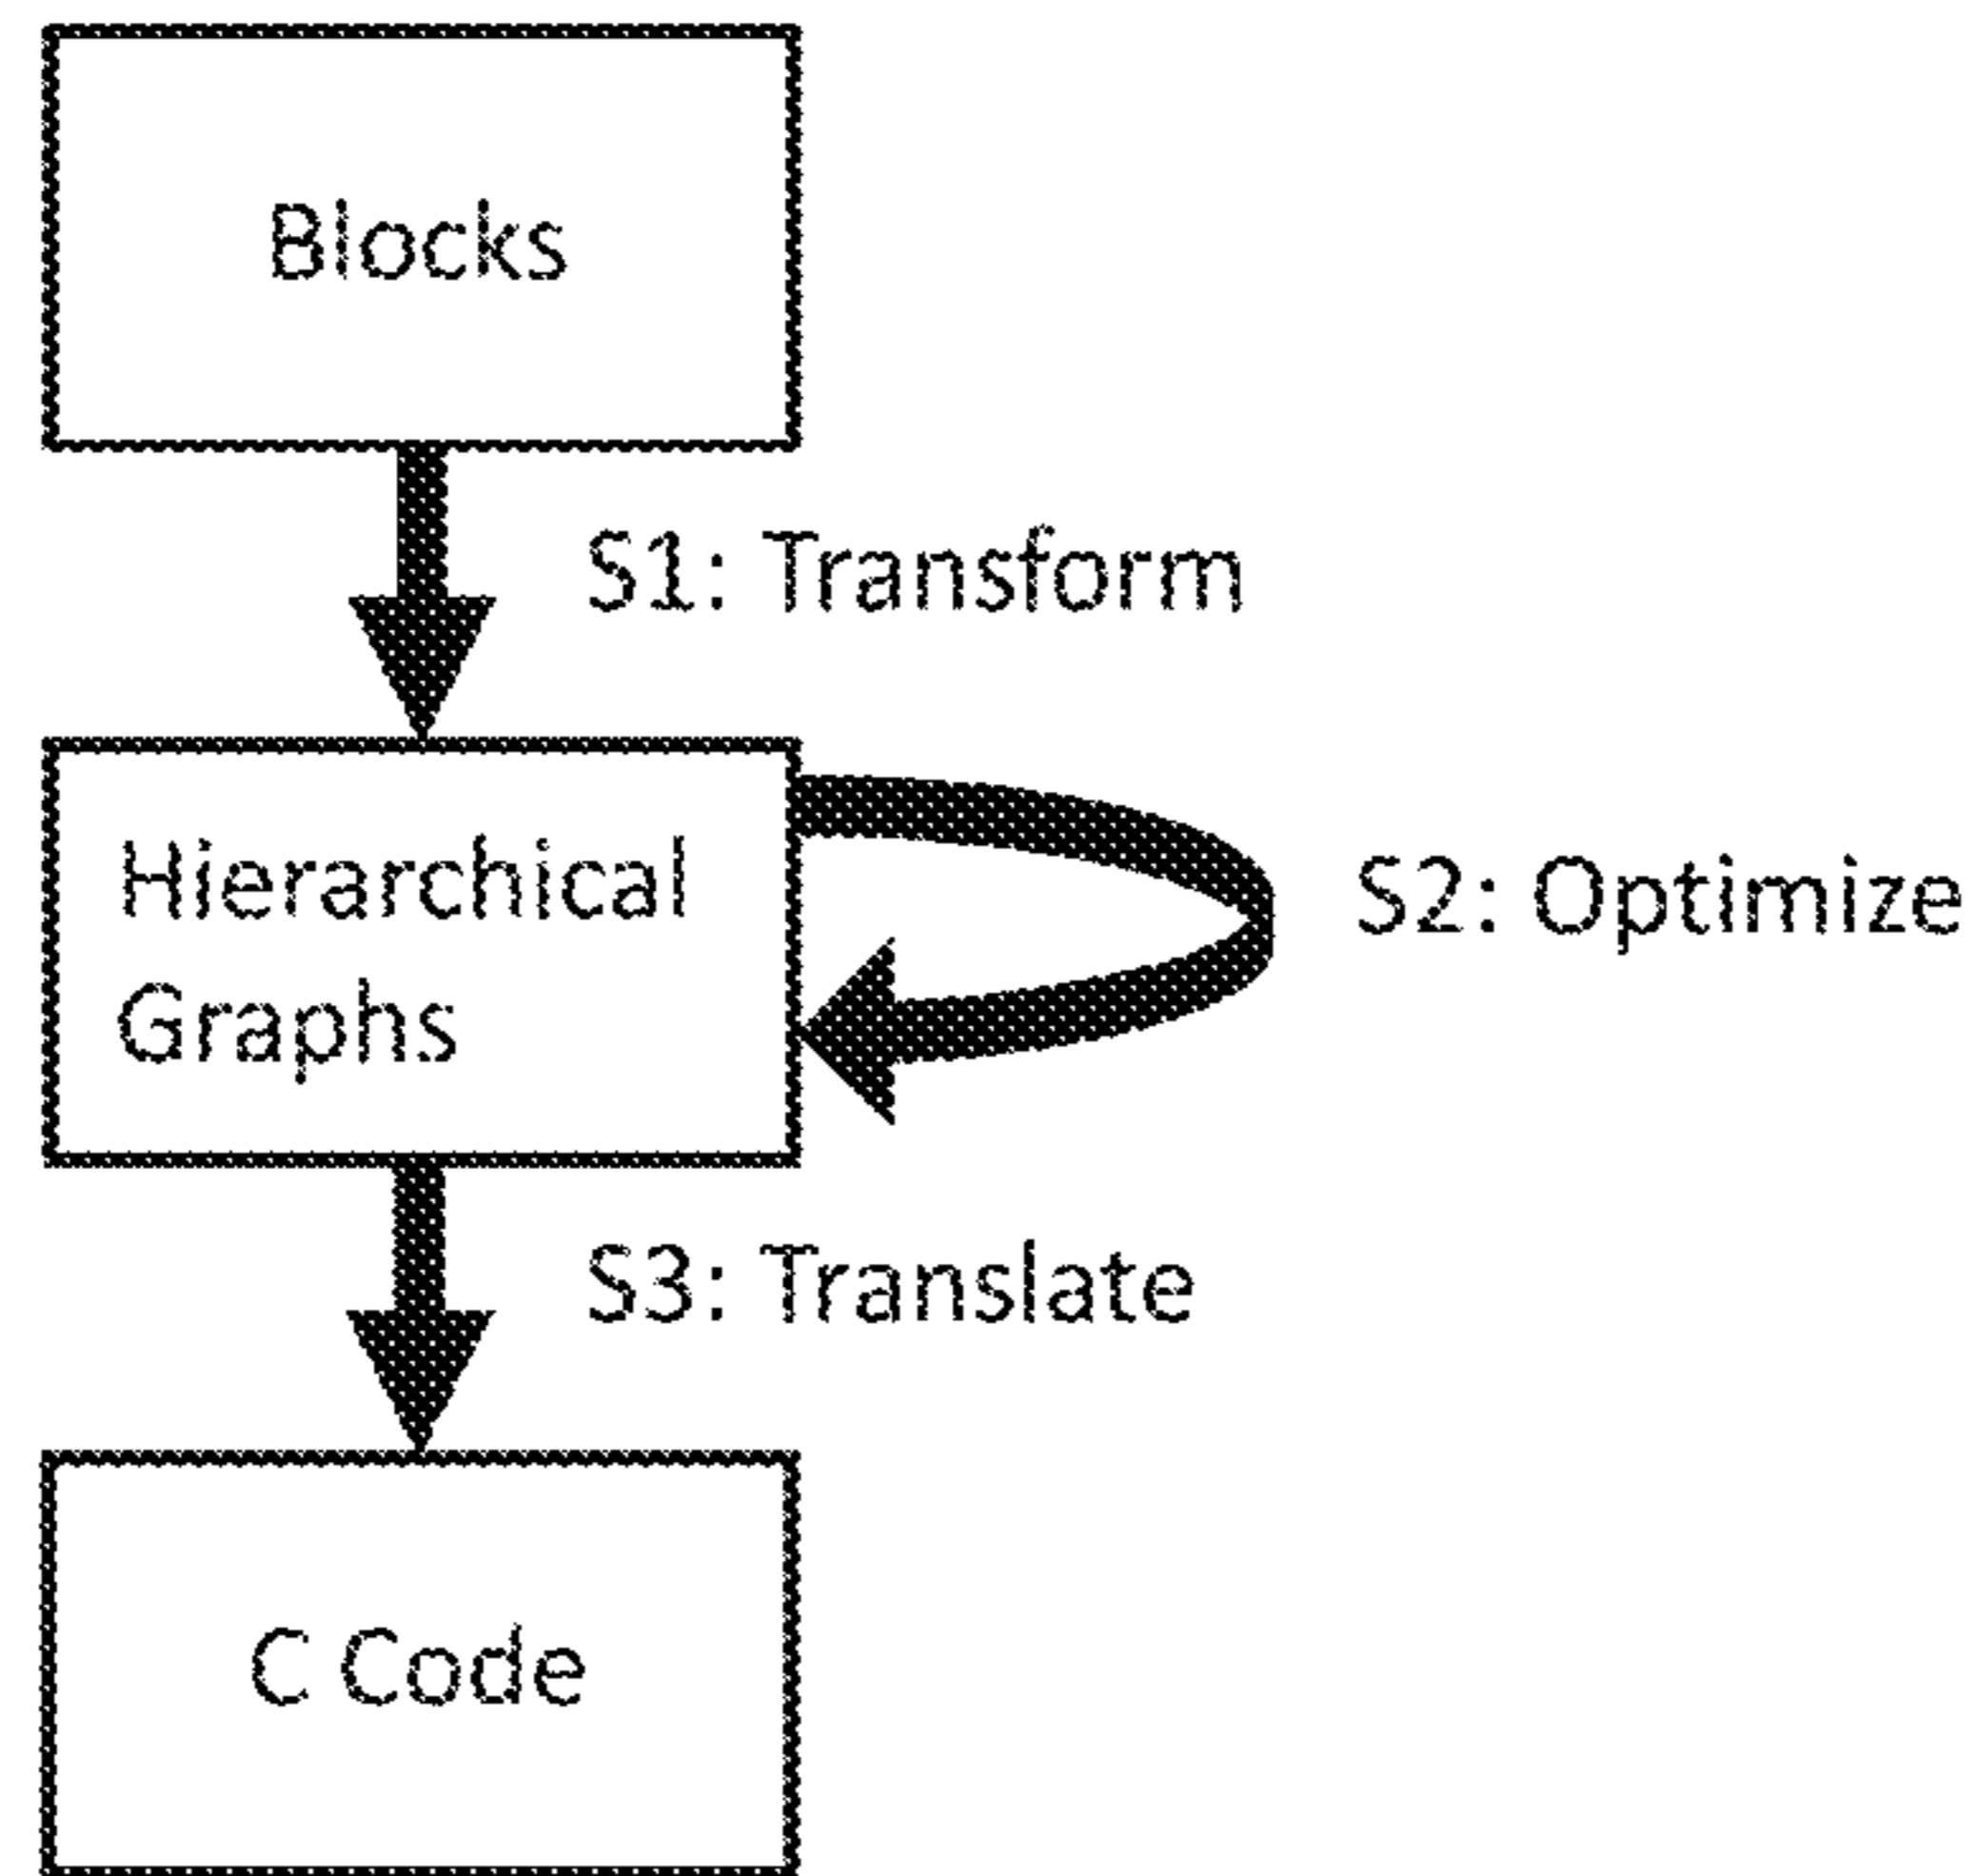 Blocks
S1: Transform
Hierarchical
Graphs
S2: Optimize
S3: Translate
C Code